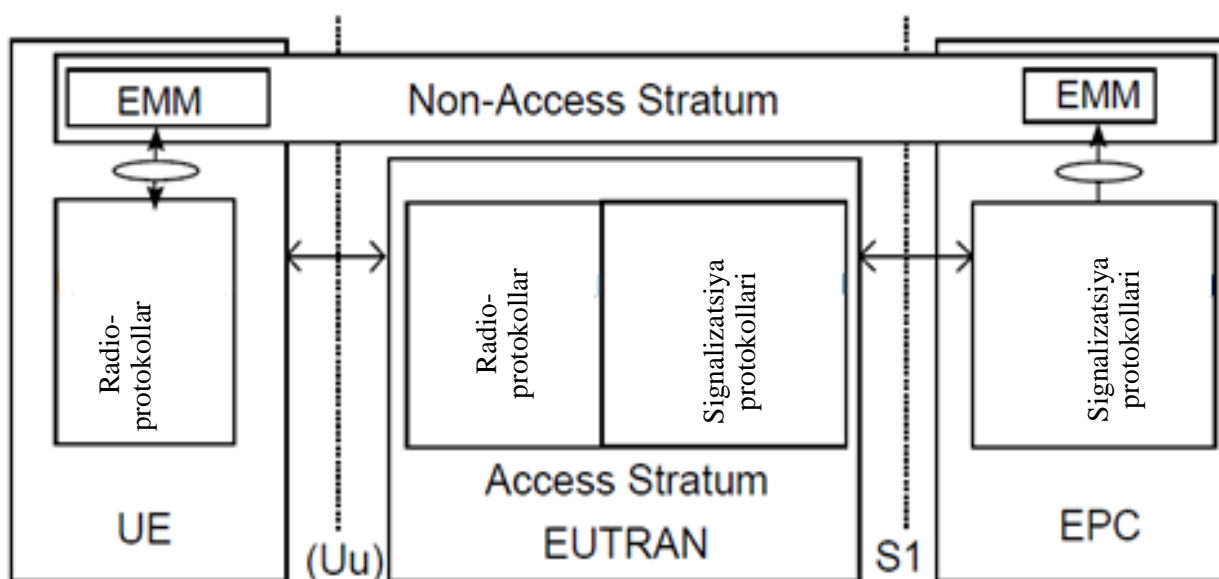 EMM
Non-Access Stratum
EMM
Radio-
protokollar
Radio-
protokollar
Signalizatsiya
protokollari
Signalizatsiya
protokollari
Access Stratum
UE
(Uu)
EUTRAN
S1
EPC